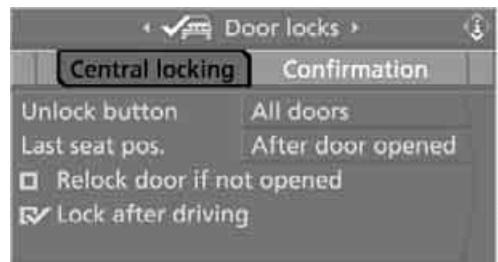 Door locks
Central locking Confirmation
Unlock button All doors
Last seat pos. After door opened
Relock door if not opened
Lock after driving